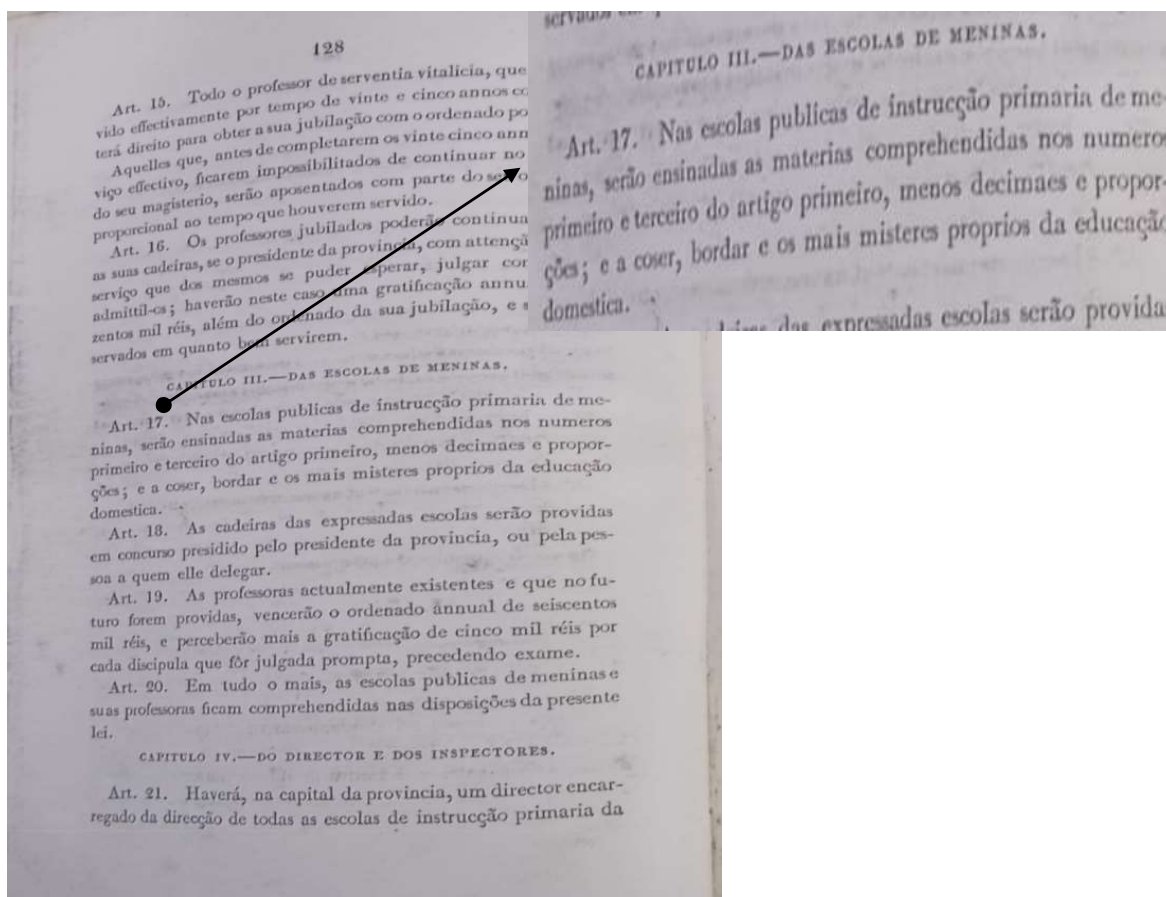 128
Art. 15. Todo o professor de serventia vitalicia, que
vido effectivamente por tempo de vinte e cinco annos co
terá direito para obter a sua jubilação com o ordenado po
Aquelles que, antes de completarem os vinte cinco ann
viço effectivo, ficarem impossibilitados de continuar no
do seu magisterio, serão aposentados com parte do
proporcional ao tempo que houverem servido.
Art. 16. Os professores jubilados poderão continua
as suas cadeiras, se o presidente da provincia, com attençã
serviço que dos mesmos se puder esperar, julgar con
admittil-os; haverão neste caso uma gratificação annu
zentos mil réis, além do ordenado da sua jubilação, e s
servados em quanto bem servirem.
CAPITULO III.—DAS ESCOLAS DE MENINAS.
Art. 17. Nas escolas publicas de instrucção primaria de me-
ninas, serão ensinadas as materias comprehendidas nos numeros
primeiro e terceiro do artigo primeiro, menos decimaes e propor-
ções; e a coser, bordar e os mais misteres proprios da educação
domestica.
Art. 18. As cadeiras das expressadas escolas serão providas
em concurso presidido pelo presidente da provincia, ou pela pes-
soa a quem elle delegar.
Art. 19. As professoras actualmente existentes e que no fu-
turo forem providas, vencerão o ordenado annual de seiscentos
mil réis, e perceberão mais a gratificação de cinco mil réis por
cada discipula que fôr julgada prompta, precedendo exame.
Art. 20. Em tudo o mais, as escolas publicas de meninas e
suas professoras ficam comprehendidas nas disposições da presente
lei.
CAPITULO IV.—DO DIRECTOR E DOS INSPECTORES.
Art. 21. Haverá, na capital da provincia, um director encar-
regado da direcção de todas as escolas de instrucção primaria da
CAPITULO III.—DAS ESCOLAS DE MENINAS.
Art. 17. Nas escolas publicas de instrucção primaria de me-
ninas, serão ensinadas as materias comprehendidas nos numero
primeiro e terceiro do artigo primeiro, menos decimaes e propor-
ções; e a coser, bordar e os mais misteres proprios da educação
domestica.
das expressadas escolas serão provida